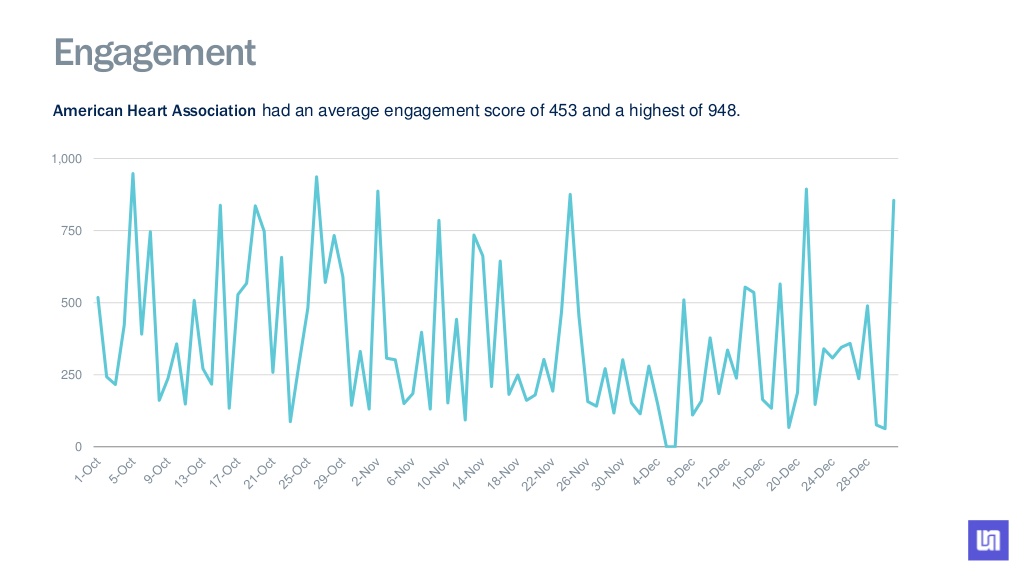 Engagement
American Heart Association had an average engagement score of 453 and a highest of 948.
1,000
750
500
250
0
1-Oct
5-Oct
9-Oct
13-Oct
17-Oct
21-Oct
25-Oct
29-Oct
2-Nov
6-Nov
10-Nov
14-Nov
18-Nov
22-Nov
26-Nov
30-Nov
4-Dec
8-Dec
12-Dec
16-Dec
20-Dec
24-Dec
28-Dec